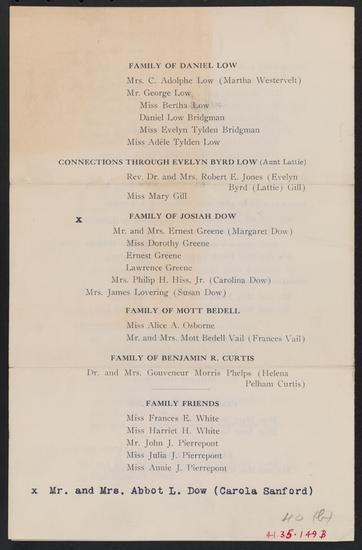 FAMILY OF DANIEL LOW
Mrs. C. Adolphe Low (Martha Westervelt)
Mr. George Low
Miss Bertha Low
Daniel Low Bridgman
Miss Evelyn Tylden Bridgman
Miss Adéle Tylden Low
CONNECTIONS THROUGH EVELYN BYRD LOW (Aunt Lattie)
Rev. Dr. and Mrs. Robert E. Jones (Evelyn
Byrd (Lattie) Gill)
Miss Mary Gill
x FAMILY OF JOSIAH DOW
Mr. and Mrs. Ernest Greene (Margaret Dow)
Miss Dorothy Greene
Ernest Greene
Lawrence Greene
Mrs. Philip H. Hiss, Jr. (Carolina Dow)
Mrs. James Lovering (Susan Dow)
FAMILY OF MOTT BEDELL
Miss Alice A. Osborne
Mr. and Mrs. Mott Bedell Vail (Frances Vail)
FAMILY OF BENJAMIN R. CURTIS
Dr. and Mrs. Gouveneur Morris Phelps (Helena
Pelham Curtis)
FAMILY FRIENDS
Miss Frances E. White
Miss Harriet H. White
Mr. John J. Pierrepont
Miss Julia J. Pierrepont
Miss Annie J. Pierrepont
x Mr. and Mrs. Abbot L. Dow (Carola Sanford)
41.35.149B